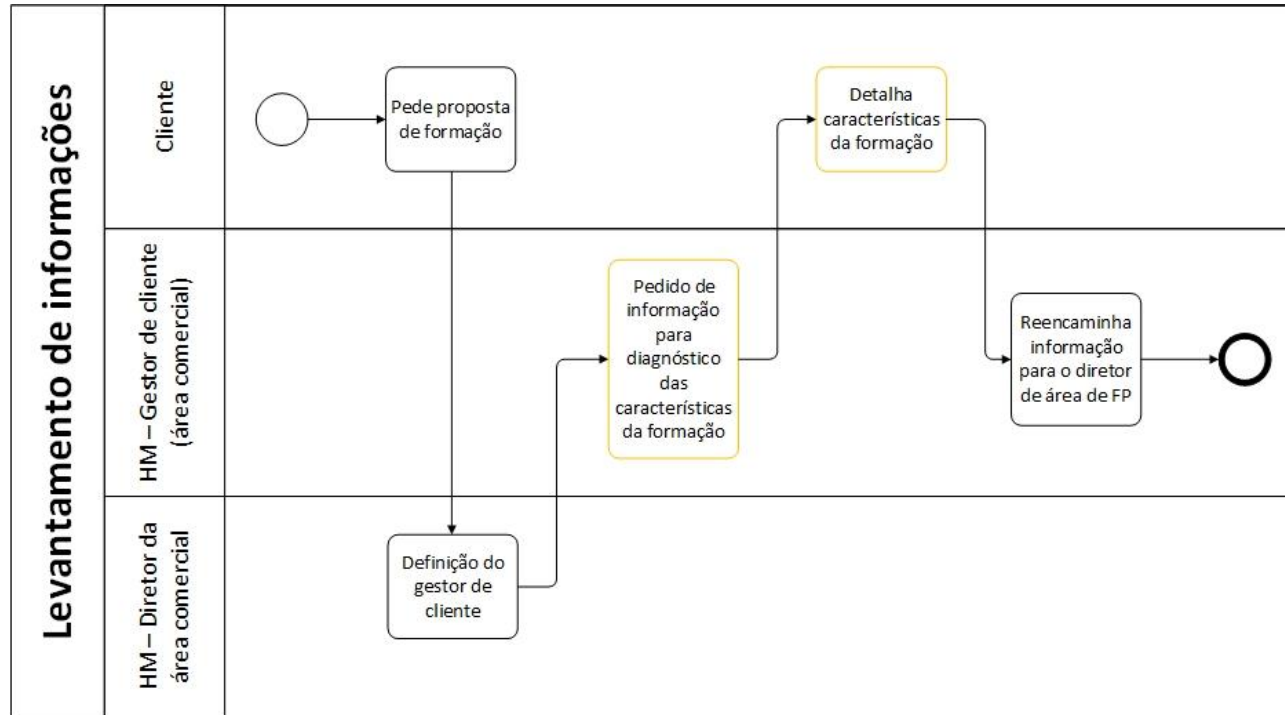 Levantamento de informações
Cliente
Pede proposta
de formação
Detalha
características
da formação
HM – Gestor de cliente
(área comercial)
Pedido de
informação
para
diagnóstico
das
características
da formação
Reencaminha
informação
para o diretor
de área de FP
HM – Diretor da
área comercial
Definição do
gestor de
cliente